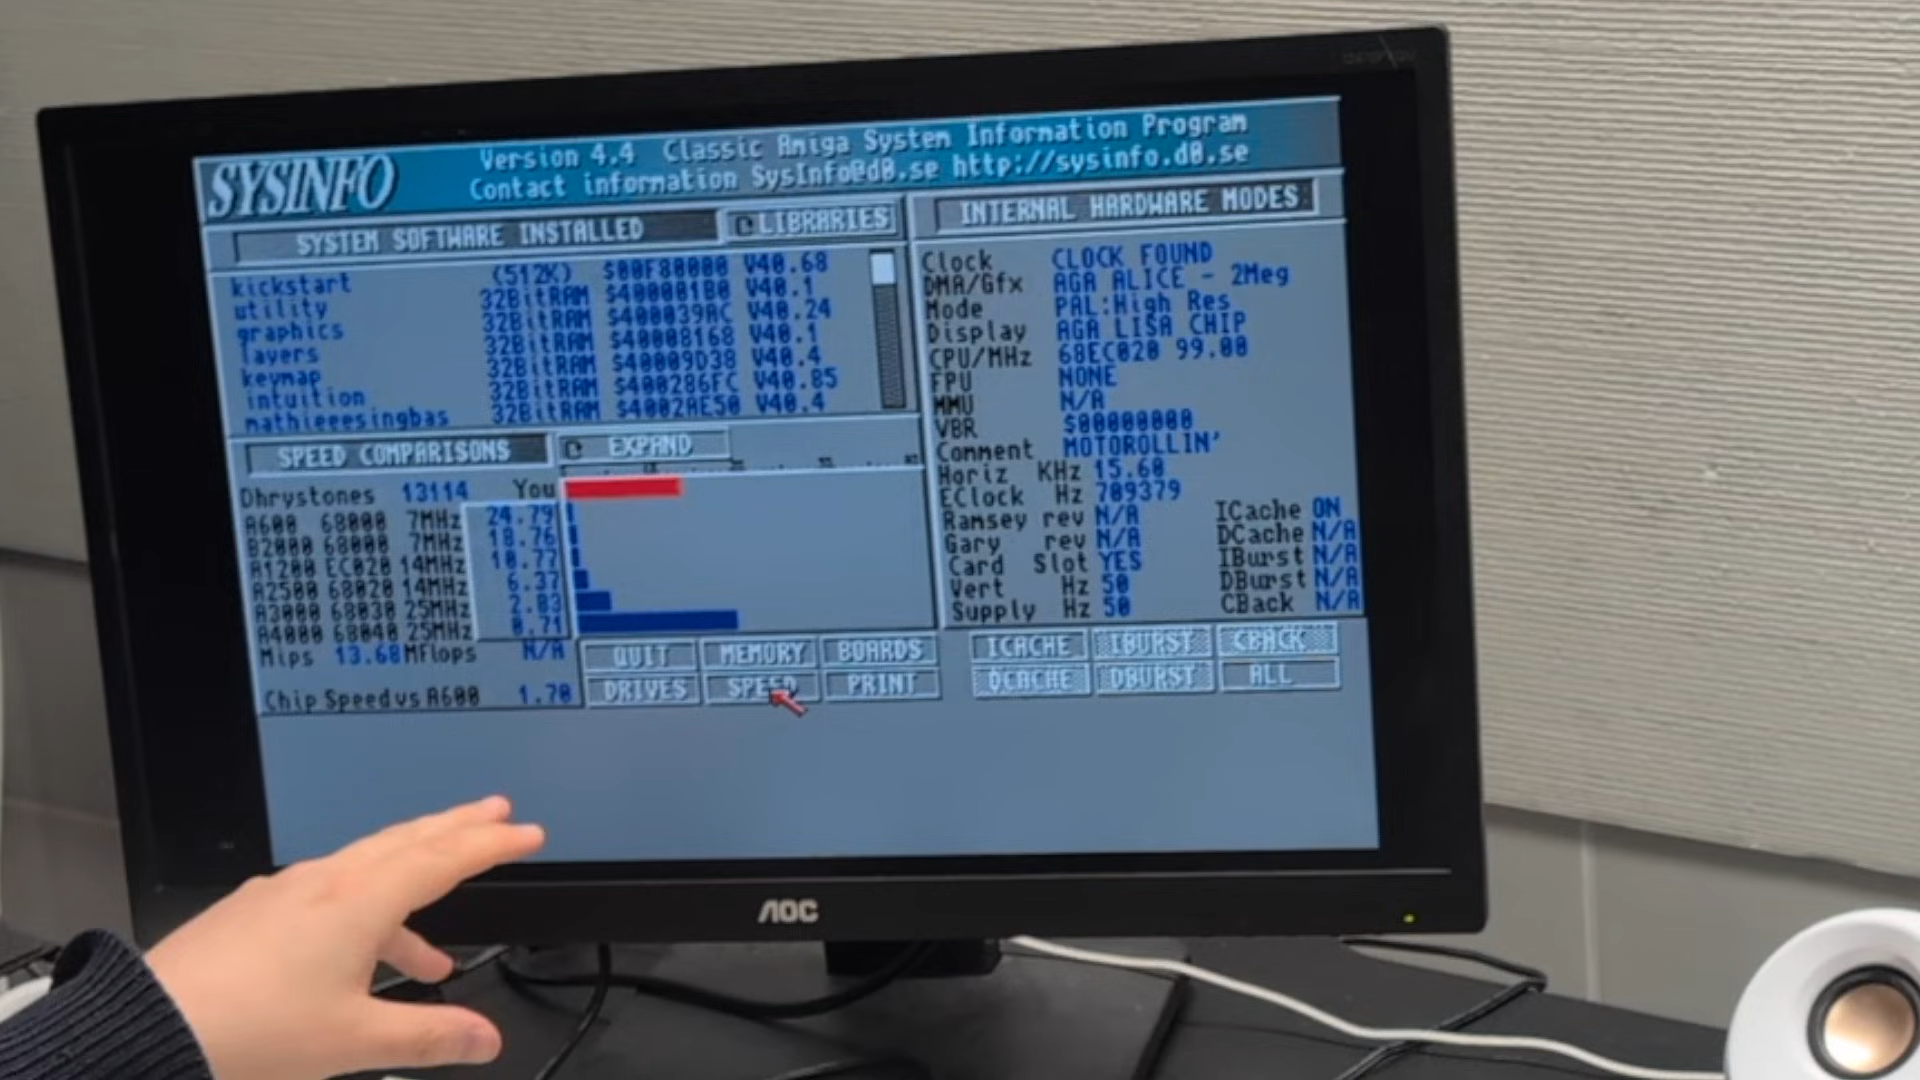 SYSINFO
Version 4.4 Classic Amiga System Information Program
Contact information SysInfo@d0.se http://sysinfo.d0.se
SYSTEM SOFTWARE INSTALLED
LIBRARIES
kickstart (512K) $00F80000 V40.68
utility 32BitRAM $400001B0 V40.1
graphics 32BitRAM $400039AC V40.24
layers 32BitRAM $40008168 V40.1
keymap 32BitRAM $40009D38 V40.4
intuition 32BitRAM $400286FC V40.85
mathieeesingbas 32BitRAM $4002AE50 V40.4
INTERNAL HARDWARE MODES
Clock CLOCK FOUND
DMA/Gfx AGA ALICE - 2Meg
Mode PAL:High Res
Display AGA LISA CHIP
CPU/MHz 68EC020 99.00
FPU NONE
MMU N/A
VBR $00000000
Comment MOTOROLLIN'
Horiz KHz 15.60
EClock Hz 709379
Ramsey rev N/A
Gary rev N/A
Card Slot YES
Vert Hz 50
Supply Hz 50
ICache ON
DCache N/A
IBurst N/A
DBurst N/A
CBack N/A
SPEED COMPARISONS
EXPAND
Dhrystones 13114 You
A600 68000 7MHz 24.79
B2000 68000 7MHz 18.76
A1200 EC020 14MHz 10.77
A2500 68020 14MHz 6.37
A3000 68030 25MHz 2.83
A4000 68040 25MHz 0.71
Mips 13.68 MFlops N/A
Chip Speed vs A600 1.70
QUIT MEMORY BOARDS
DRIVES SPEED PRINT
ICACHE IBURST CBACK
DCACHE DBURST ALL
AOC